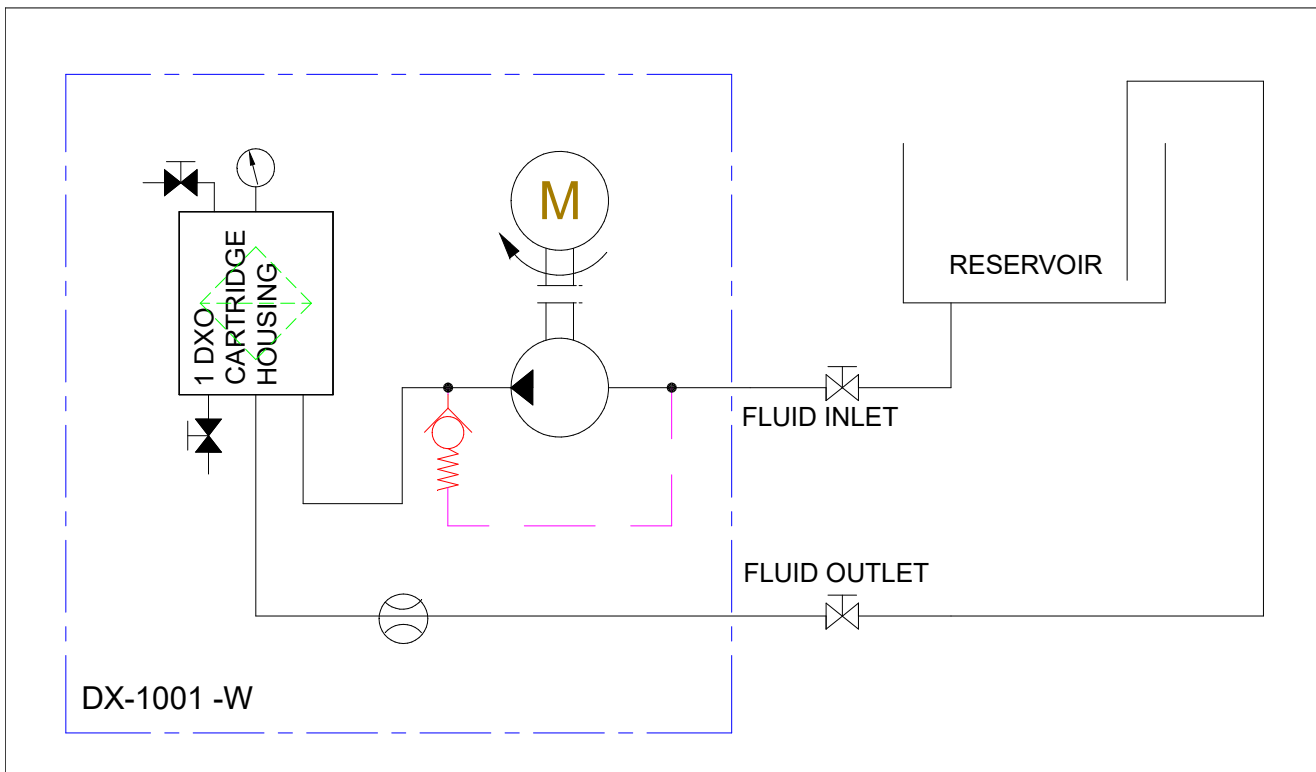 1 DXO
CARTRIDGE
HOUSING
M
RESERVOIR
FLUID INLET
FLUID OUTLET
DX-1001 -W